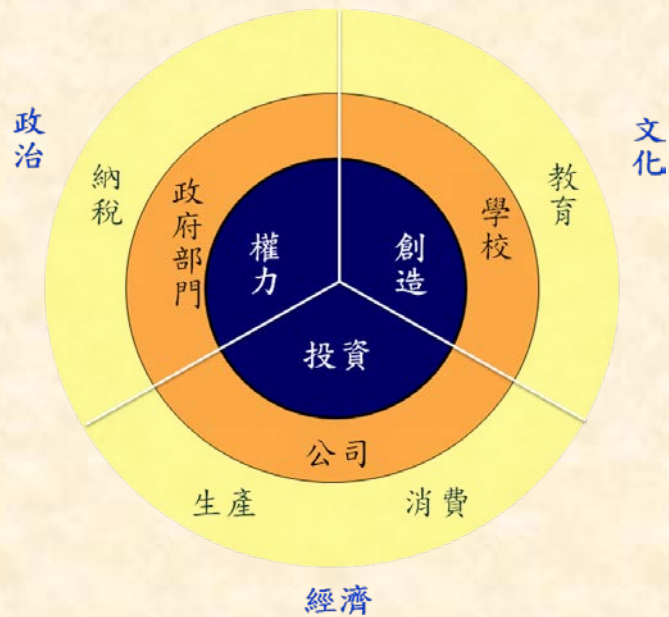 政治
文化
納稅
政府部門
權力
創造
學校
教育
投資
公司
生產
消費
經濟